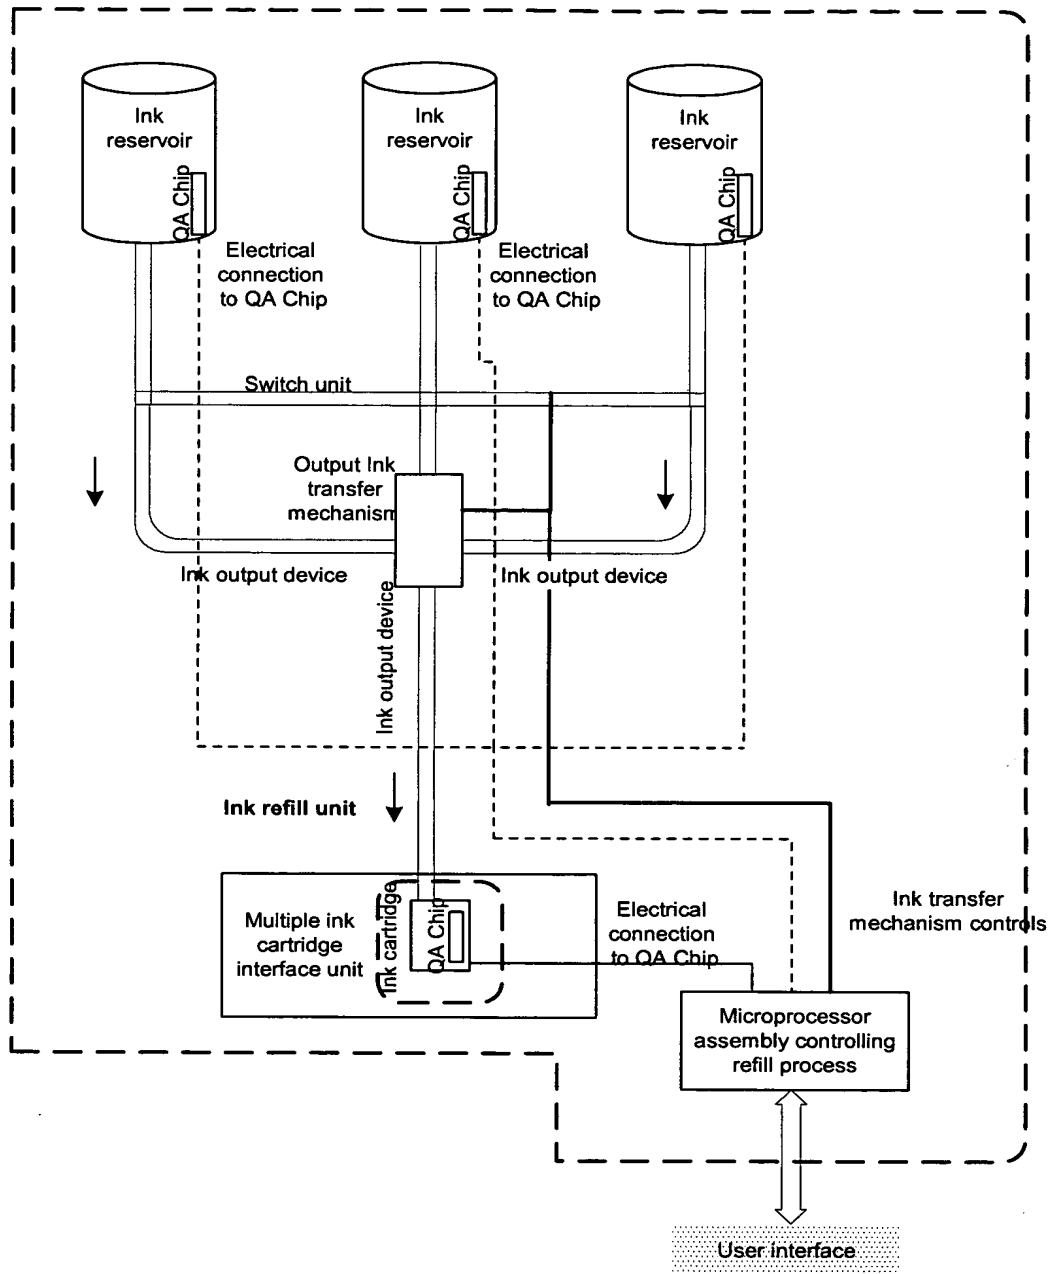 Ink
reservoir
QA Chip
Ink
reservoir
QA Chip
Ink
reservoir
QA Chip
Electrical
connection
to QA Chip
Electrical
connection
to QA Chip
Switch unit
Output Ink
transfer
mechanism
Ink output device
Ink output device
Ink output device
Ink refill unit
Multiple ink
cartridge
interface unit
Ink cartridge
QA Chip
Electrical
connection
to QA Chip
Ink transfer
mechanism controls
Microprocessor
assembly controlling
refill process
User interface